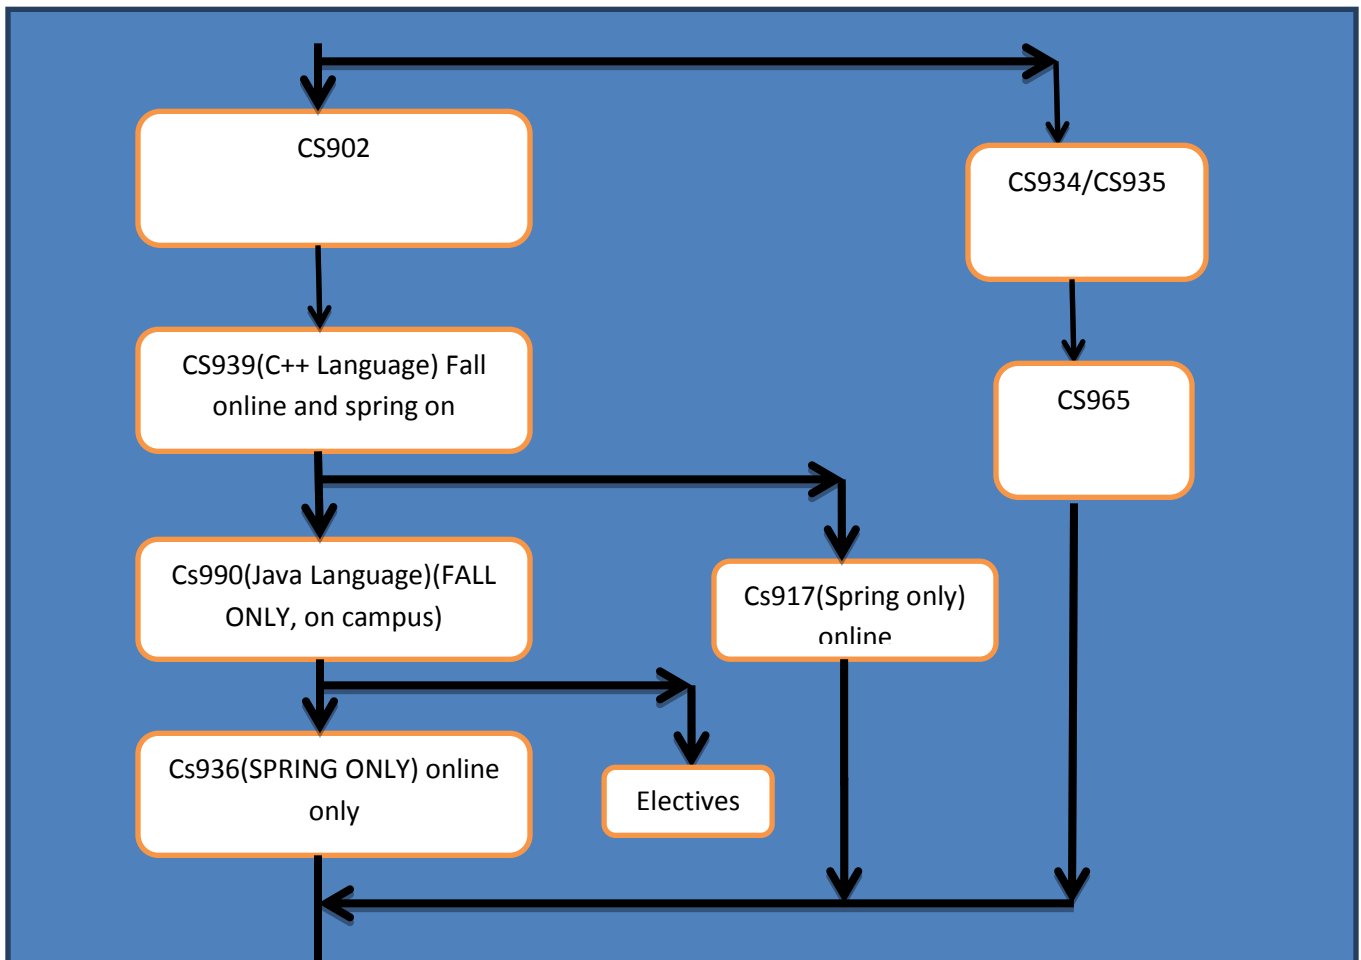 CS902
CS934/CS935
CS939(C++ Language) Fall
online and spring on
CS965
Cs990(Java Language)(FALL
ONLY, on campus)
Cs917(Spring only)
online
Cs936(SPRING ONLY) online
only
Electives